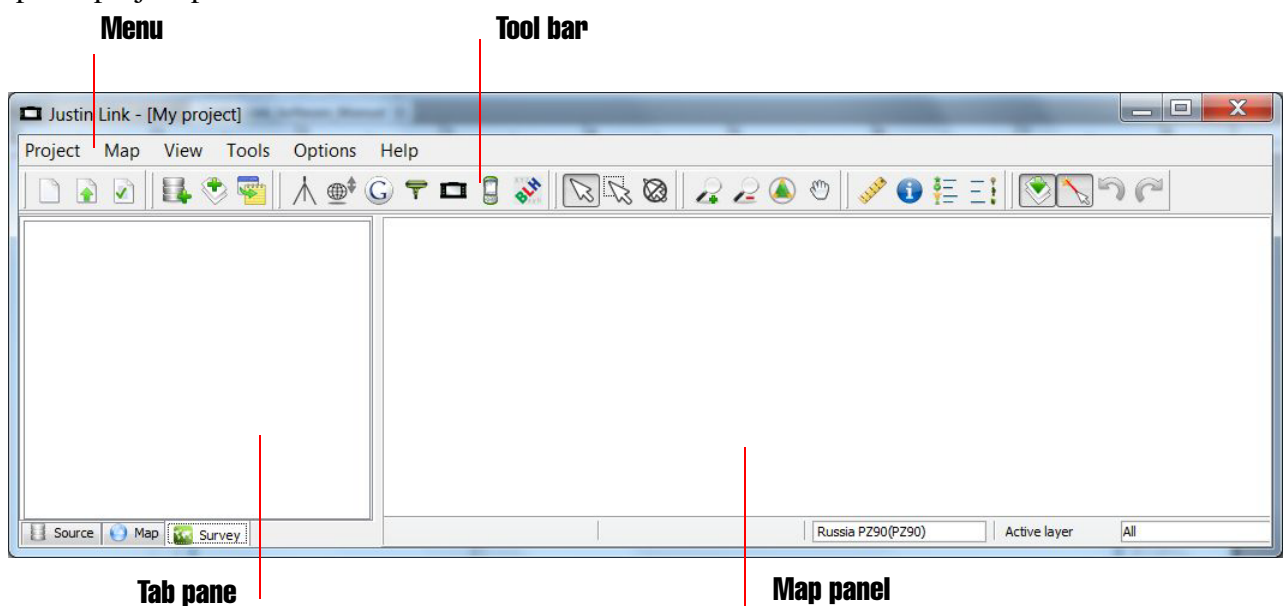 Menu
Tool bar
Justin Link - [My project]
Project Map View Tools Options Help
G
BLH
Source Map Survey
Russia PZ90(PZ90) Active layer All
Tab pane
Map panel